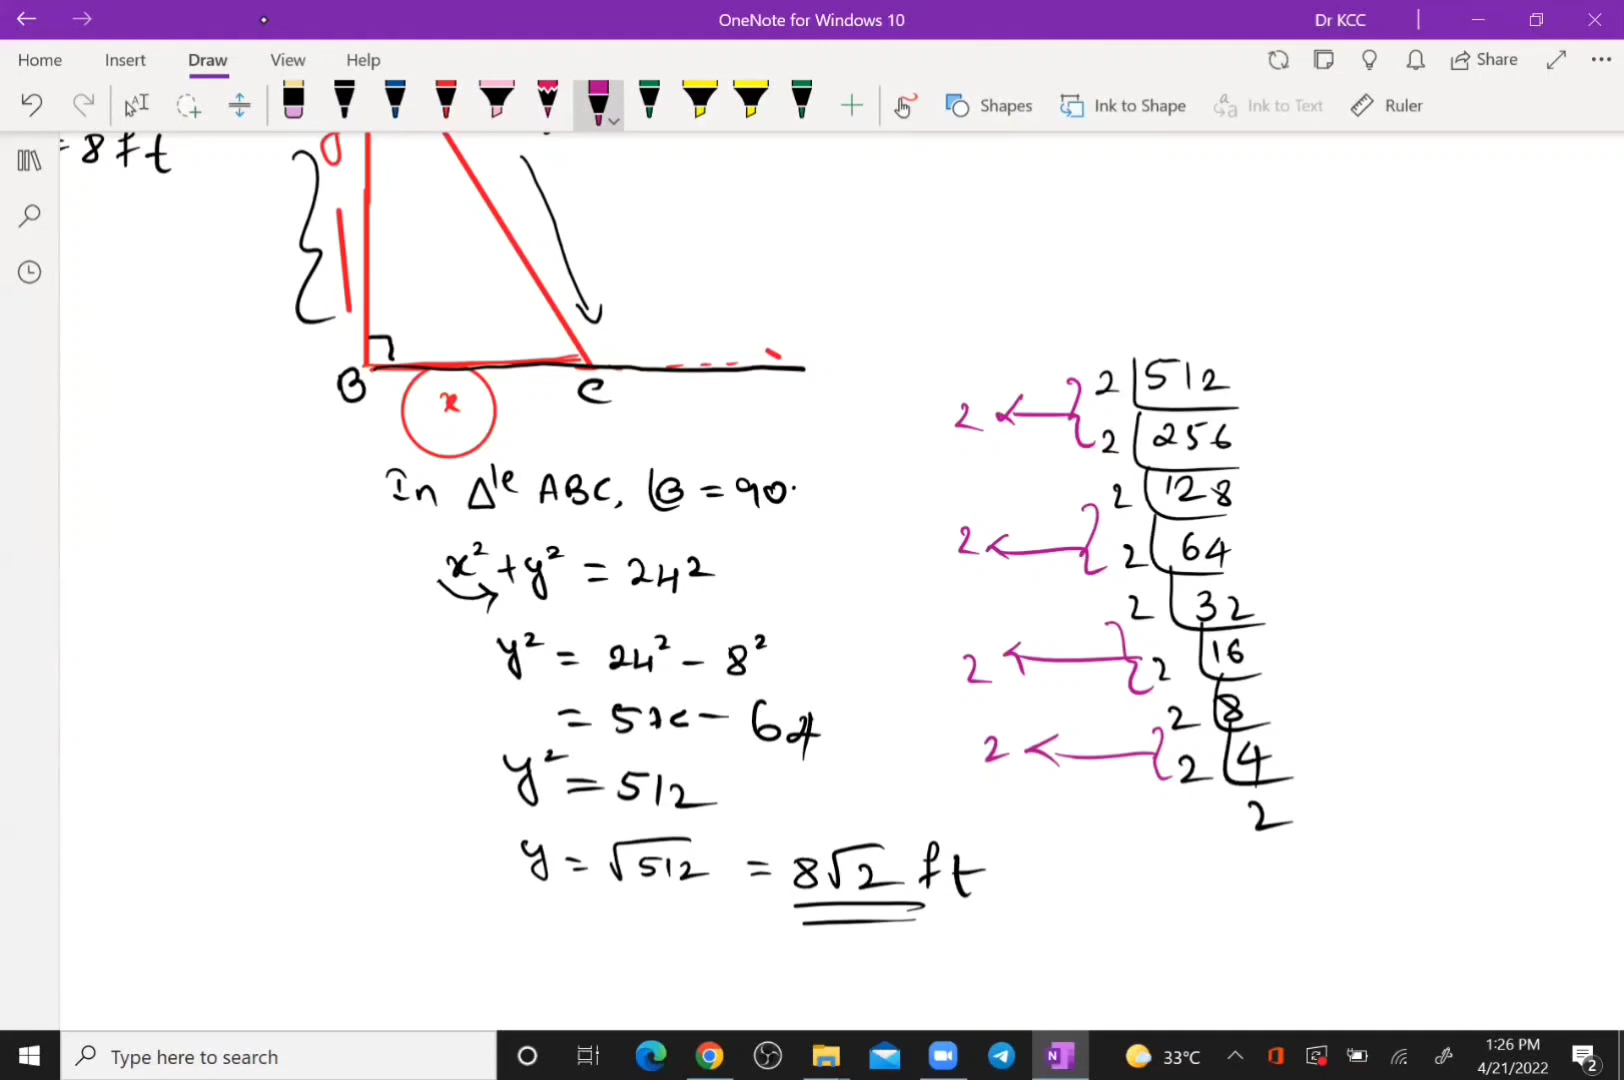 OneNote for Windows 10
Dr KCC
Home Insert Draw View Help
Share
Shapes Ink to Shape Ink to Text Ruler
= 8 ft
B
C
x
In Δle ABC, ∠B = 90°
x² + y² = 24²
y² = 24² - 8²
- 64
y² = 512
y = √512 = 8√2 ft
2 2 512
2 256
2 128
2 2 64
2 32
2 2 16
2 8
2 2 4
2
Type here to search
33°C
1:26 PM
4/21/2022
2